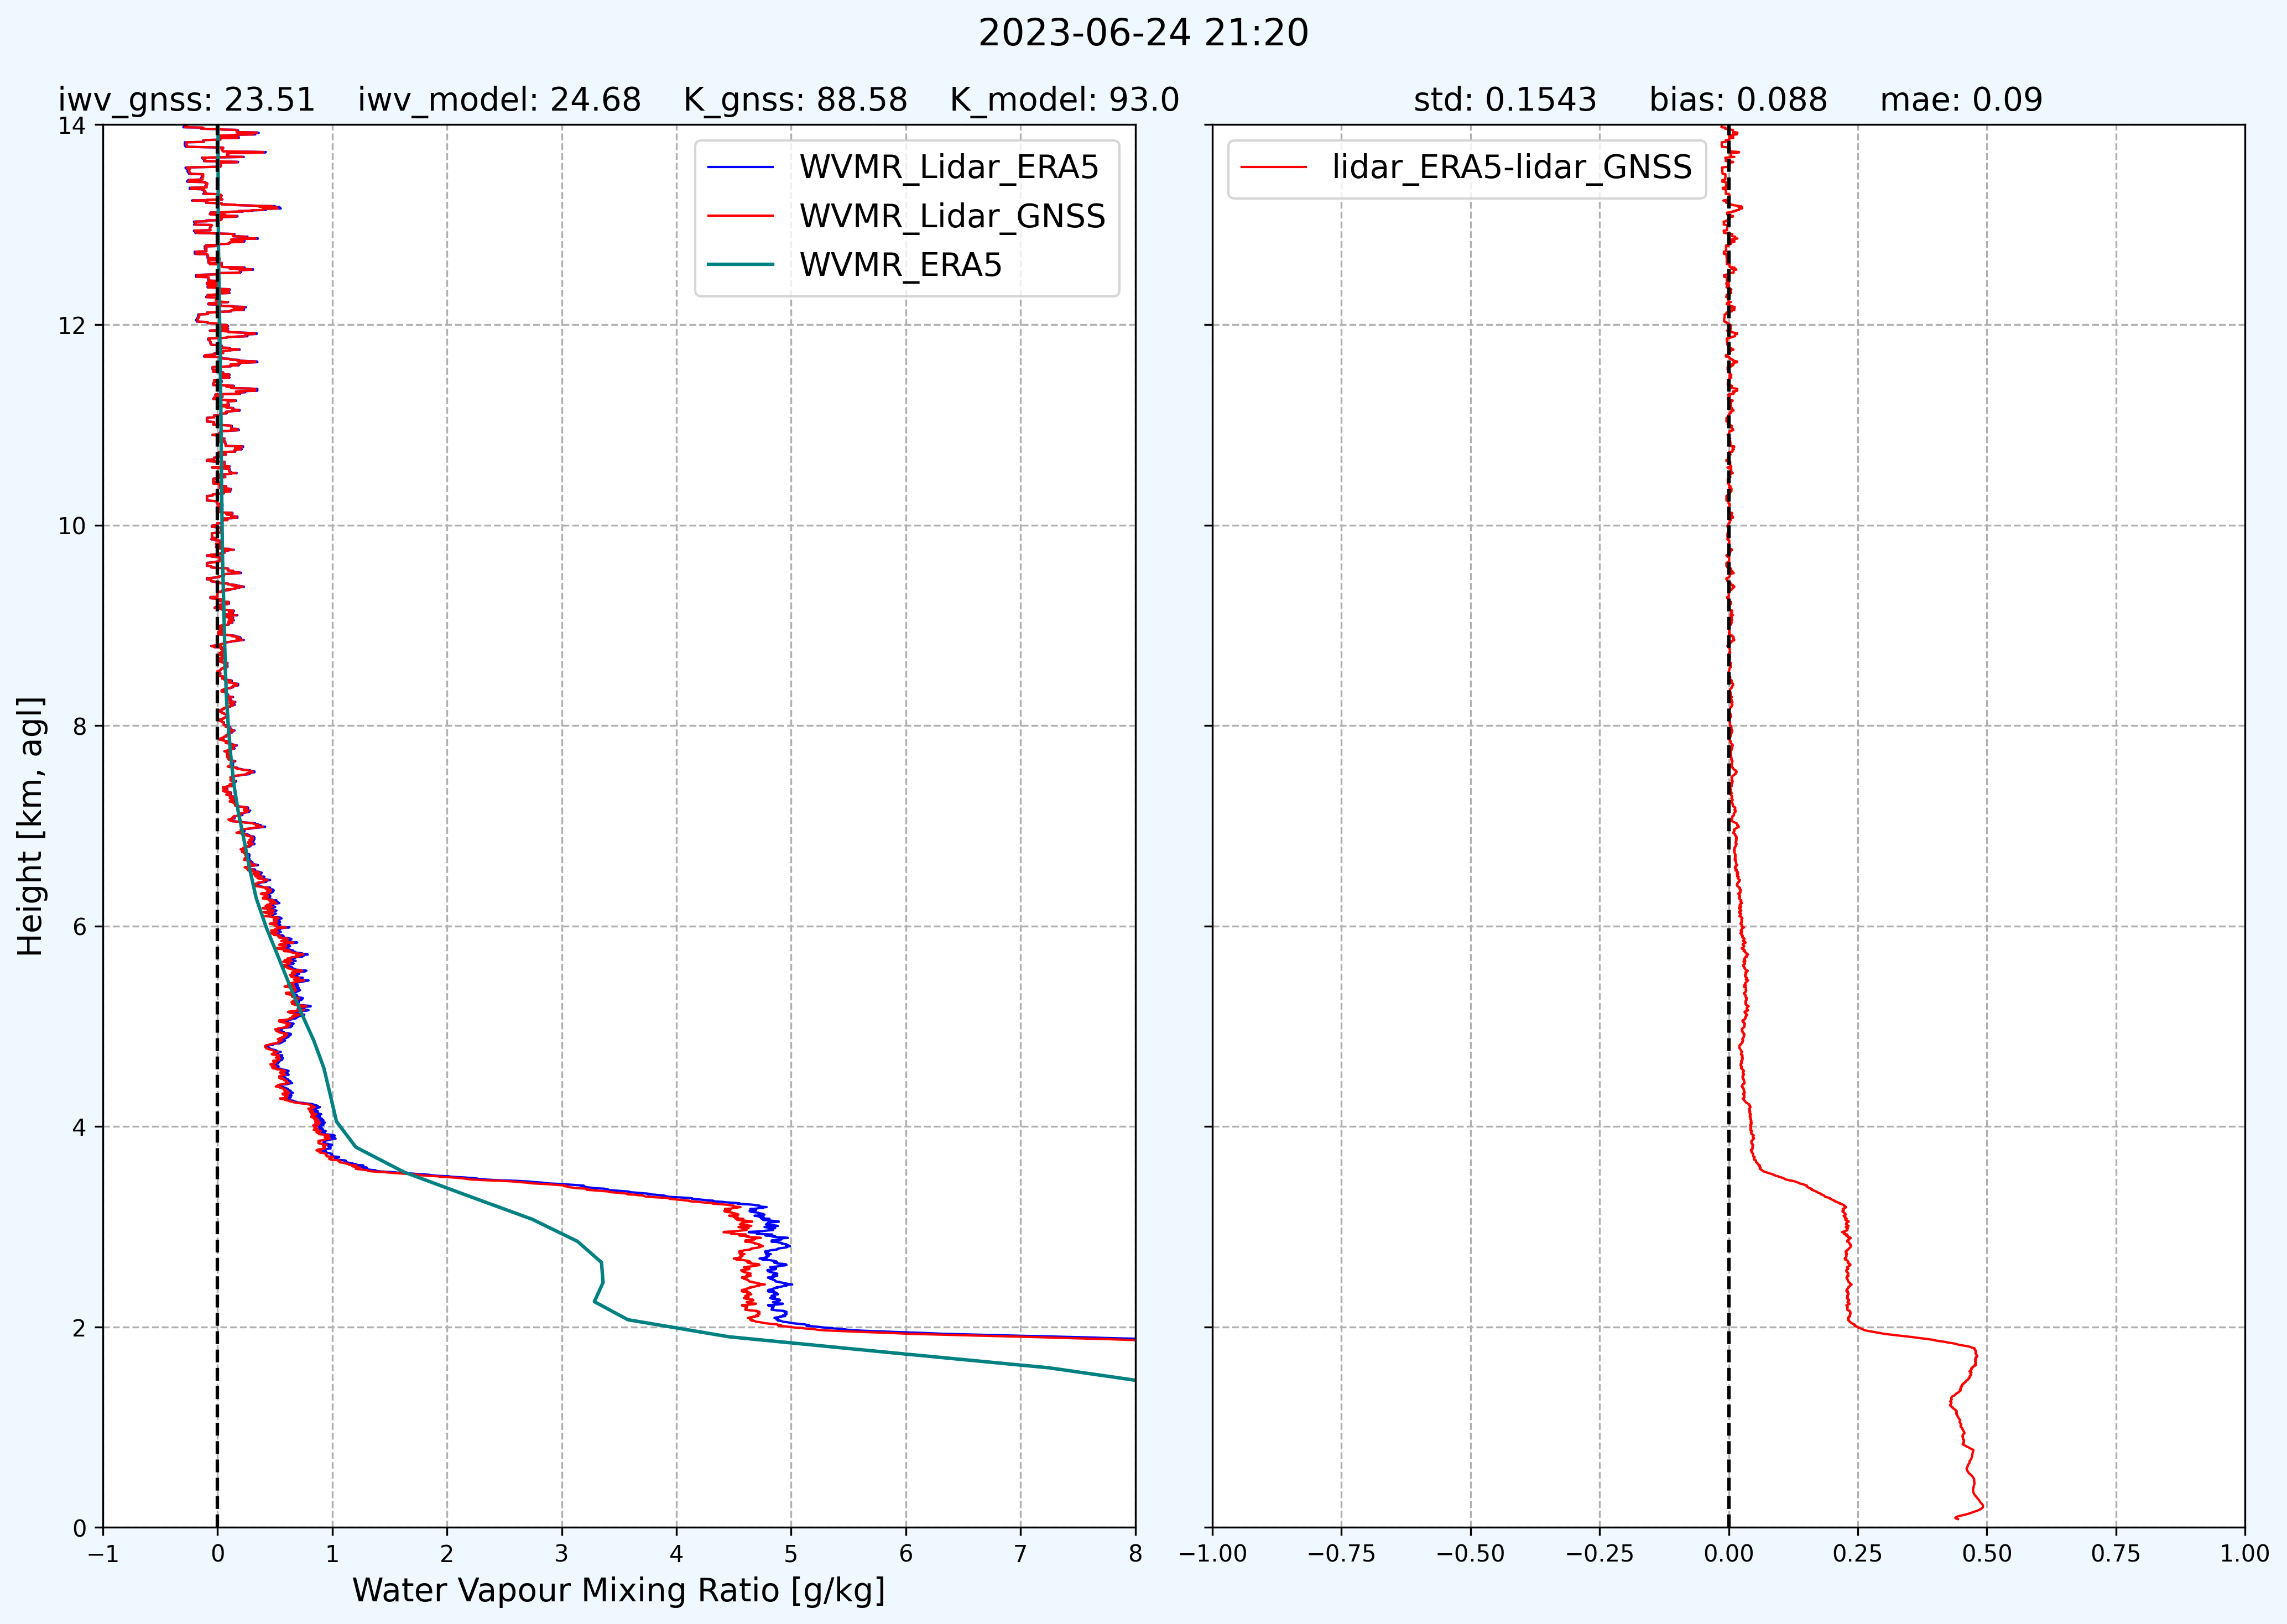 2023-06-24 21:20
iwv_gnss: 23.51 iwv_model: 24.68 K_gnss: 88.58 K_model: 93.0
std: 0.1543 bias: 0.088 mae: 0.09
WVMR_Lidar_ERA5
WVMR_Lidar_GNSS
WVMR_ERA5
lidar_ERA5-lidar_GNSS
Height [km, agl]
14
12
10
8
6
4
2
0
−1 0 1 2 3 4 5 6 7 8
Water Vapour Mixing Ratio [g/kg]
−1.00 −0.75 −0.50 −0.25 0.00 0.25 0.50 0.75 1.00